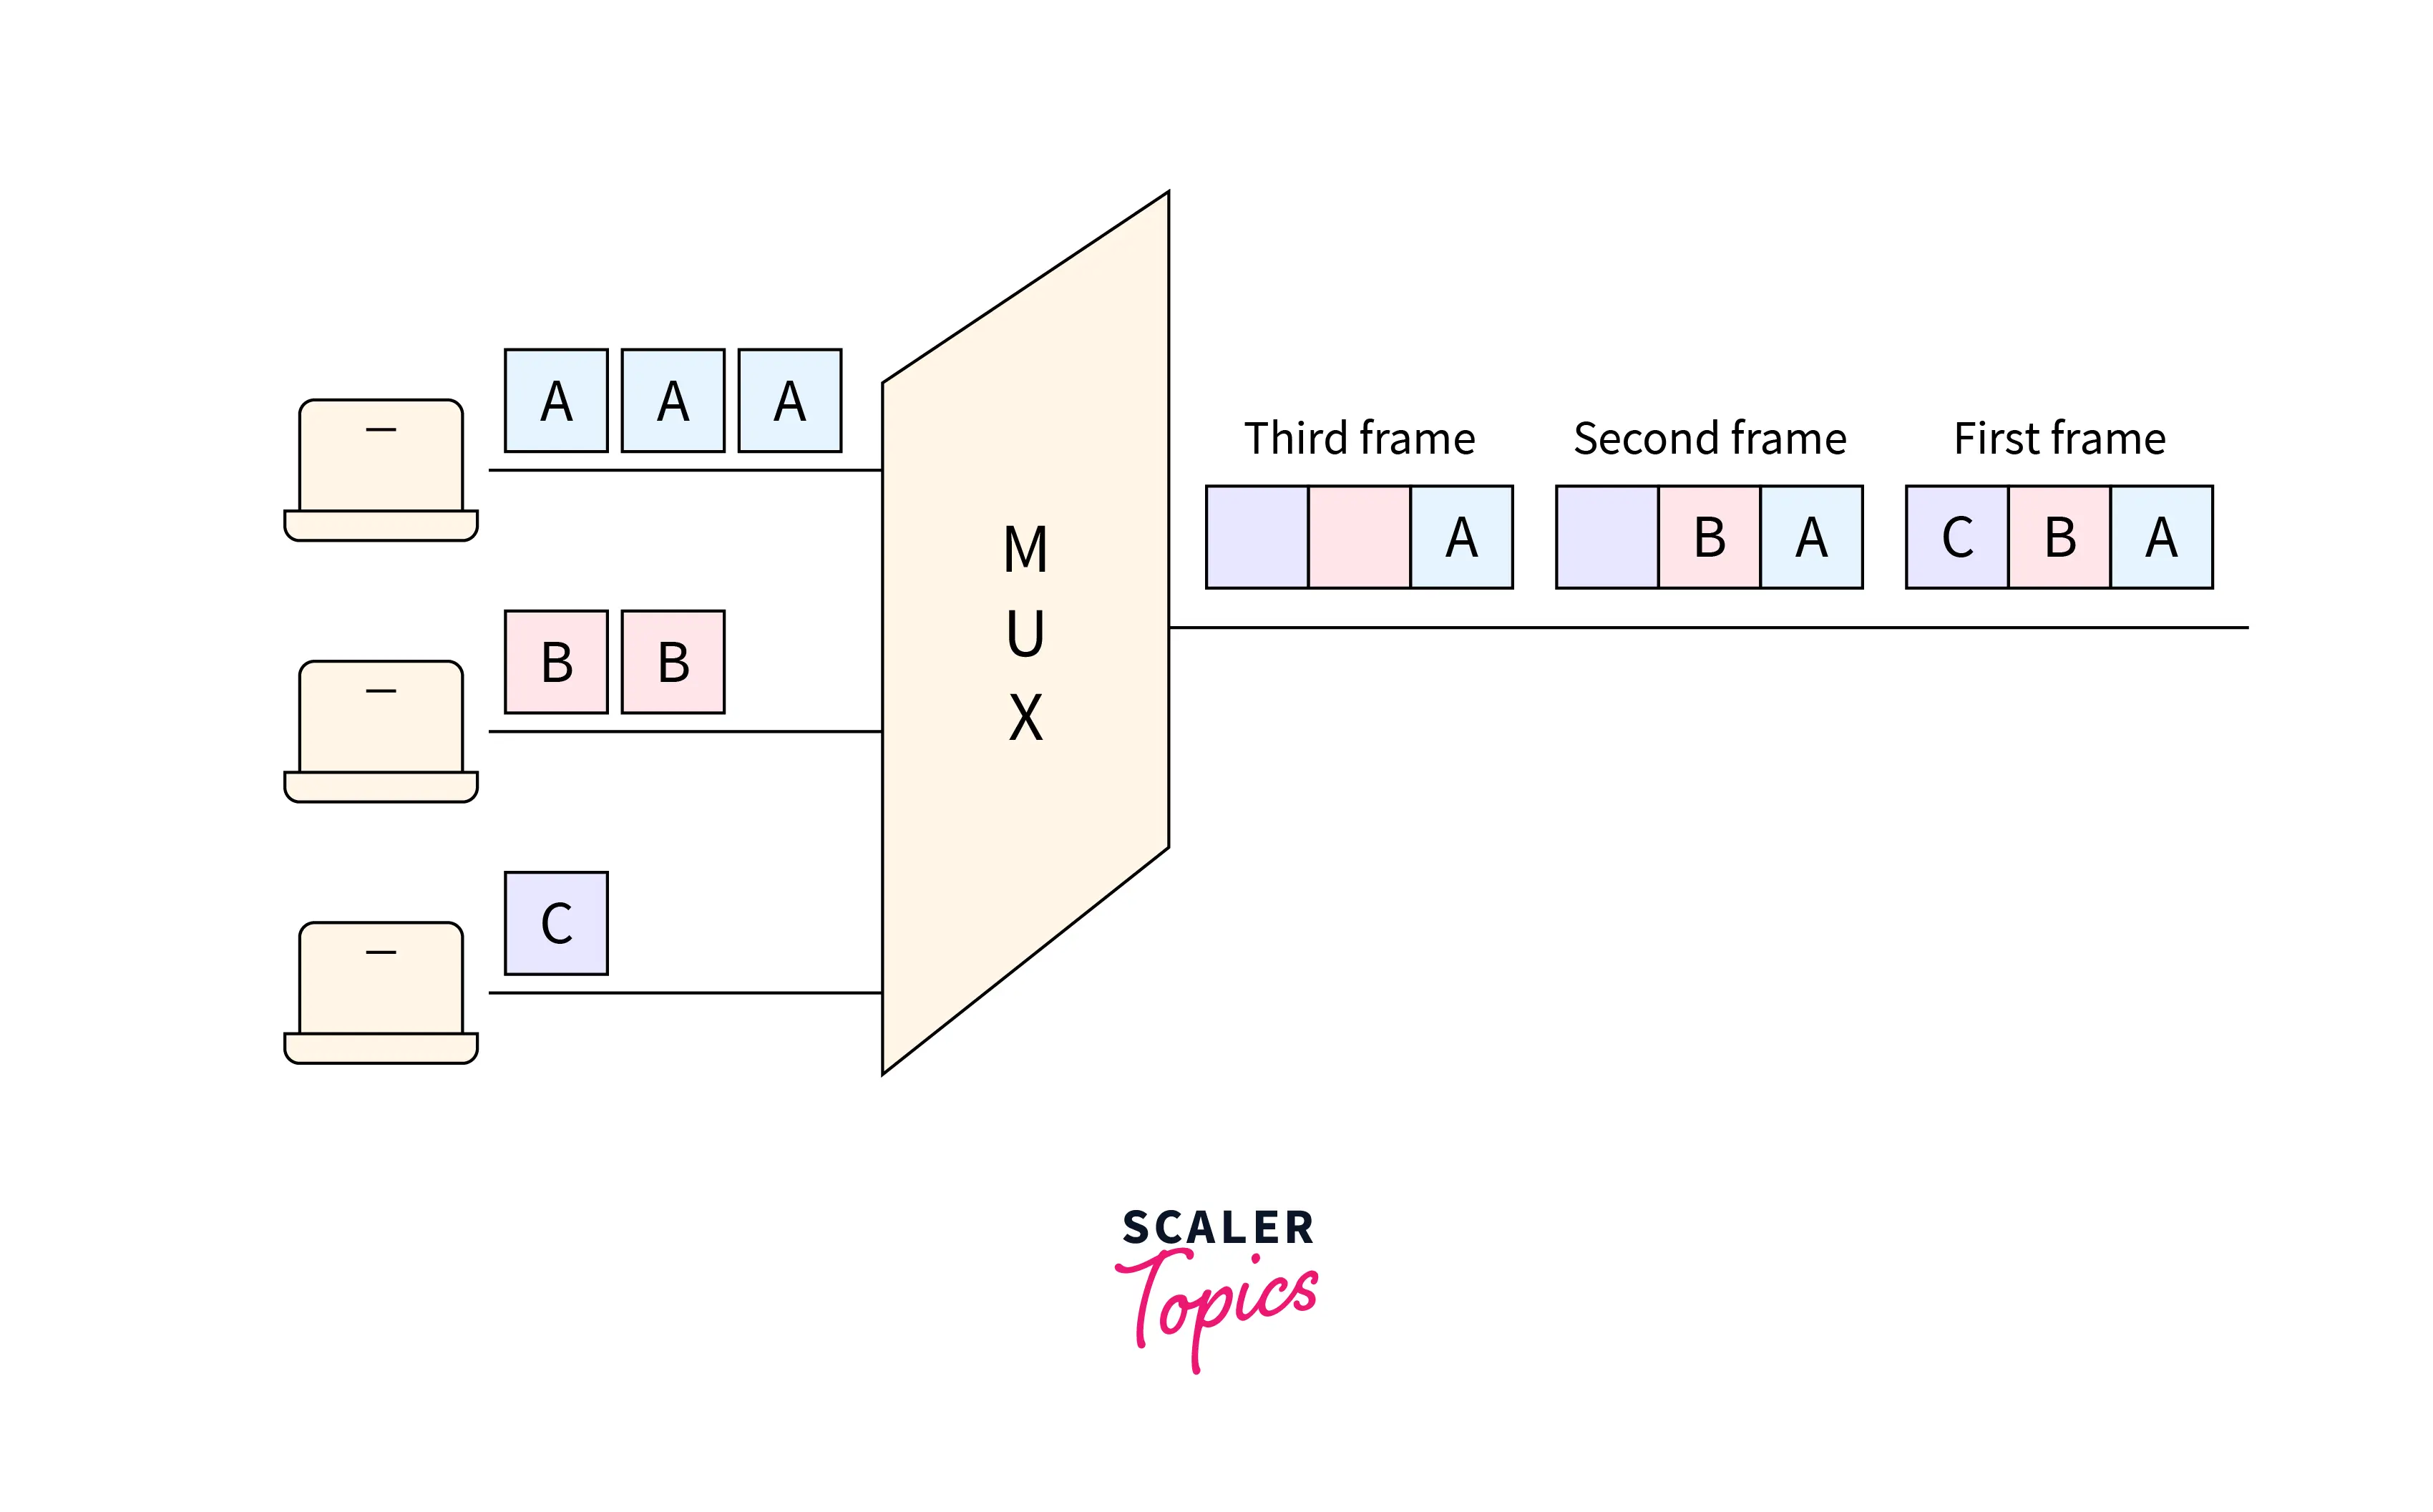 A A A
Third frame Second frame First frame
A B A C B A
M
U
X
B B
C
SCALER
Topics